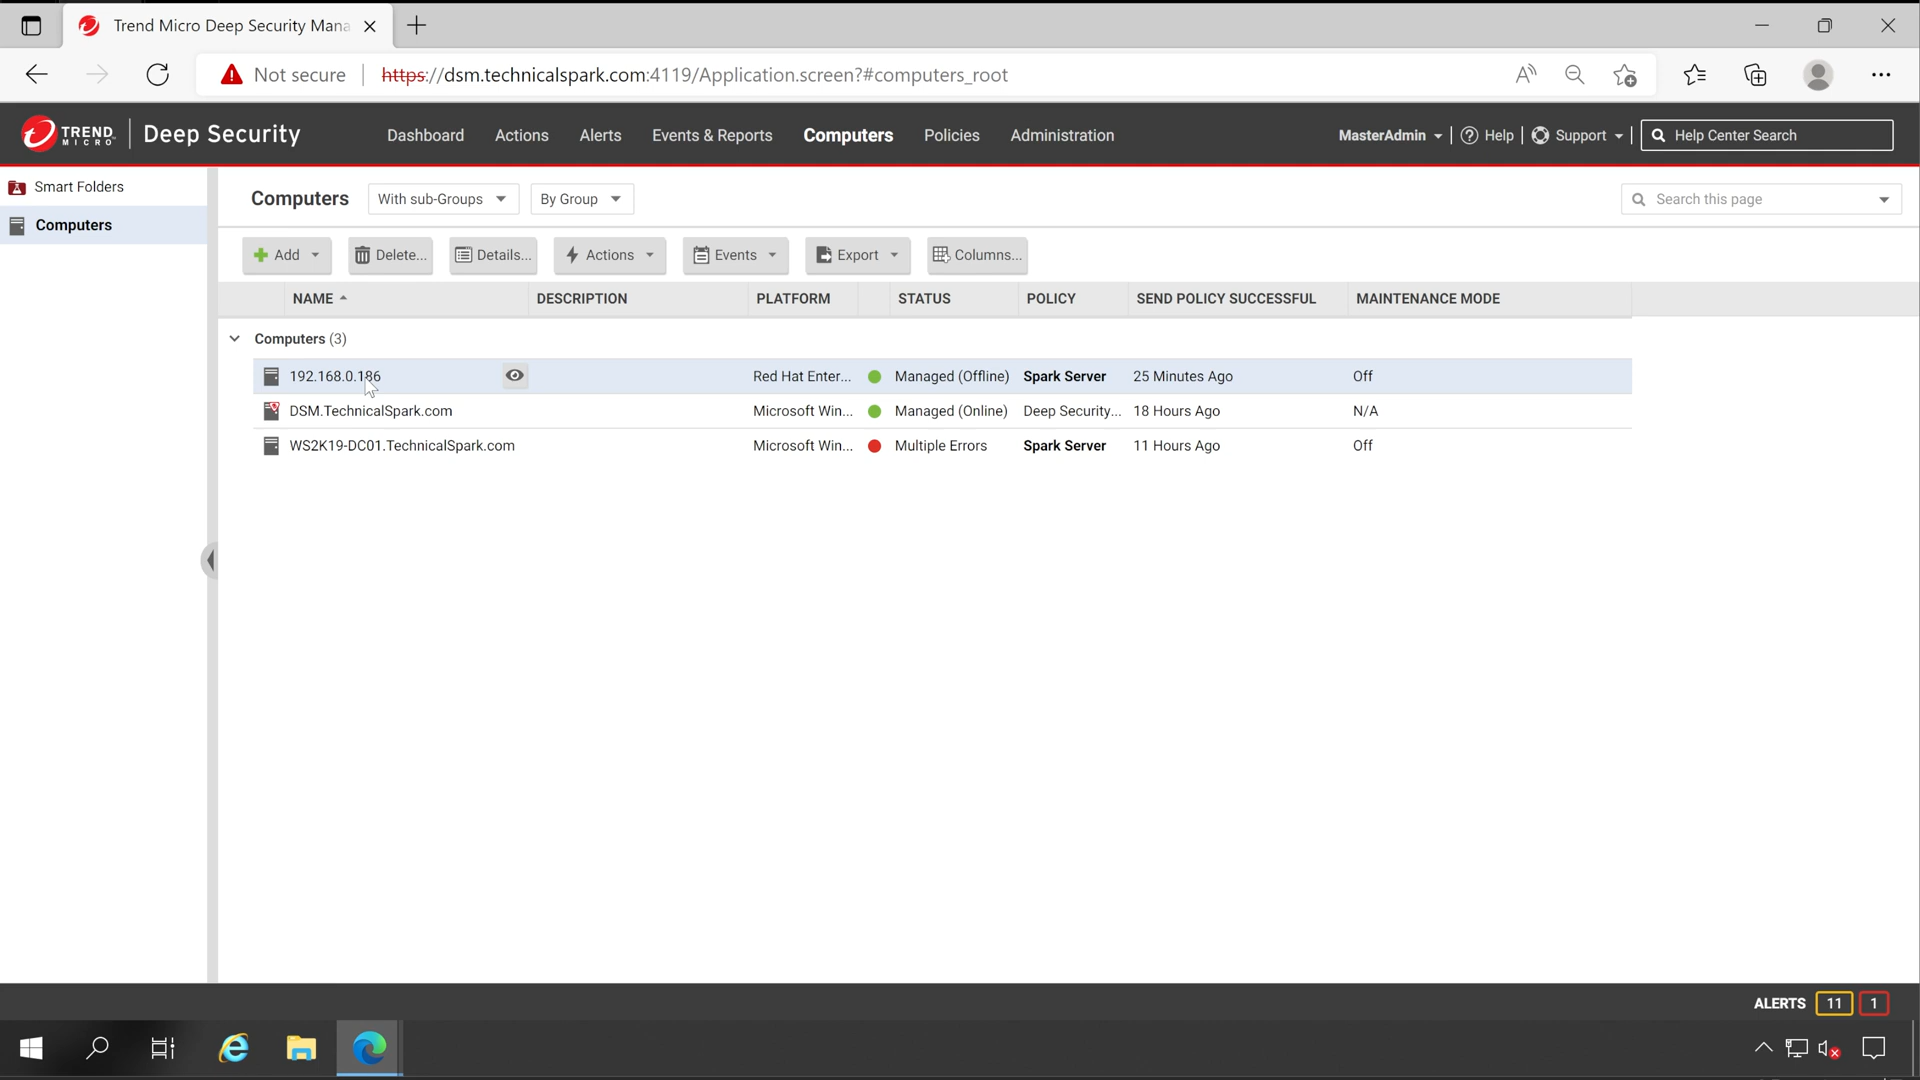 Trend Micro Deep Security Mana
Not secure https://dsm.technicalspark.com:4119/Application.screen?#computers_root
TREND MICRO Deep Security Dashboard Actions Alerts Events & Reports Computers Policies Administration MasterAdmin Help Support Help Center Search
Smart Folders
Computers
Computers With sub-Groups By Group Search this page
Add Delete... Details... Actions Events Export Columns...
NAME DESCRIPTION PLATFORM STATUS POLICY SEND POLICY SUCCESSFUL MAINTENANCE MODE
Computers (3)
192.168.0.186 Red Hat Enter... Managed (Offline) Spark Server 25 Minutes Ago Off
DSM.TechnicalSpark.com Microsoft Win... Managed (Online) Deep Security... 18 Hours Ago N/A
WS2K19-DC01.TechnicalSpark.com Microsoft Win... Multiple Errors Spark Server 11 Hours Ago Off
ALERTS 11 1